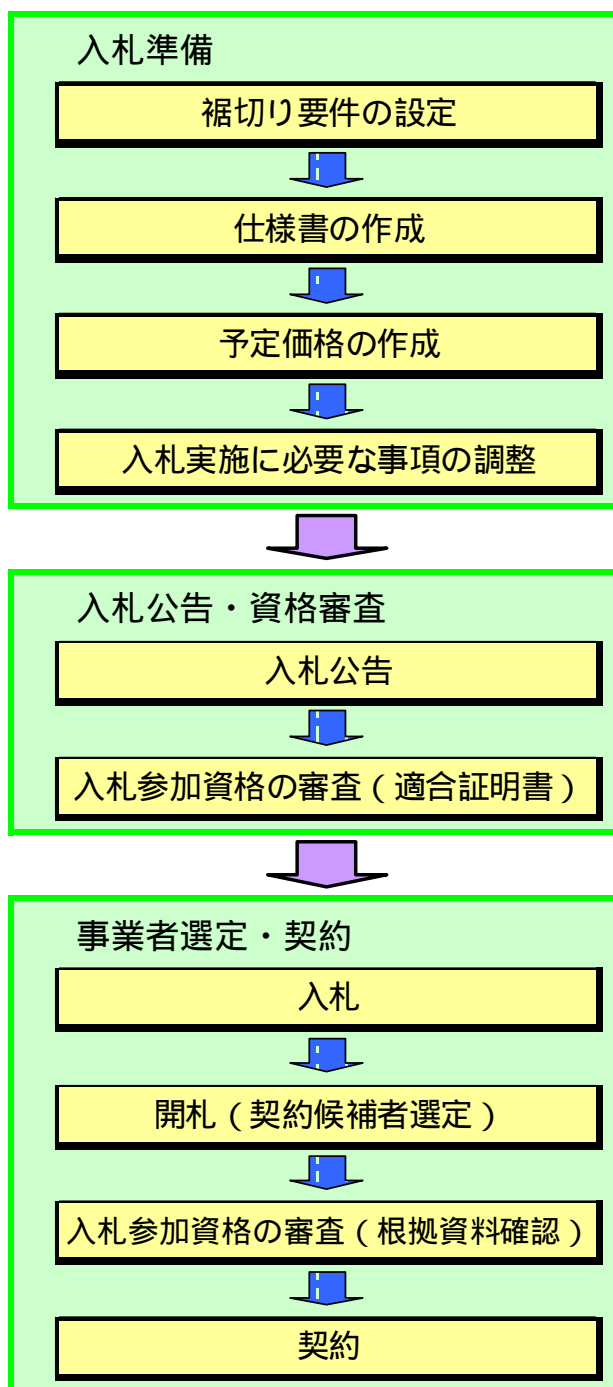 入札準備
裾切り要件の設定
仕様書の作成
予定価格の作成
入札実施に必要な事項の調整
入札公告・資格審査
入札公告
入札参加資格の審査（適合証明書）
事業者選定・契約
入札
開札（契約候補者選定）
入札参加資格の審査（根拠資料確認）
契約